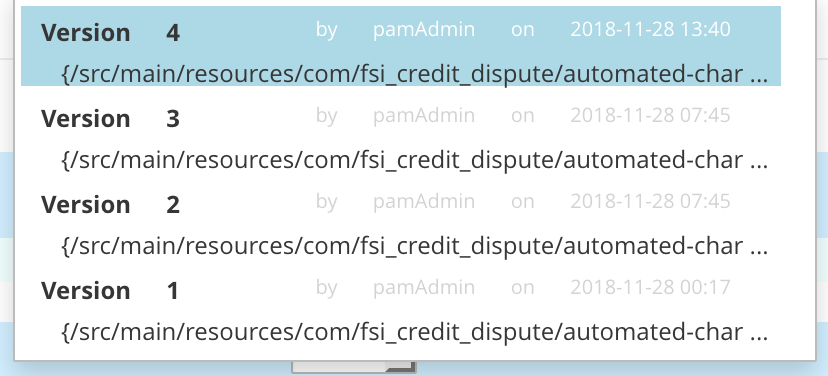 Version 4 by pamAdmin on 2018-11-28 13:40
{/src/main/resources/com/fsi_credit_dispute/automated-char ...
Version 3 by pamAdmin on 2018-11-28 07:45
{/src/main/resources/com/fsi_credit_dispute/automated-char ...
Version 2 by pamAdmin on 2018-11-28 07:45
{/src/main/resources/com/fsi_credit_dispute/automated-char ...
Version 1 by pamAdmin on 2018-11-28 00:17
{/src/main/resources/com/fsi_credit_dispute/automated-char ...